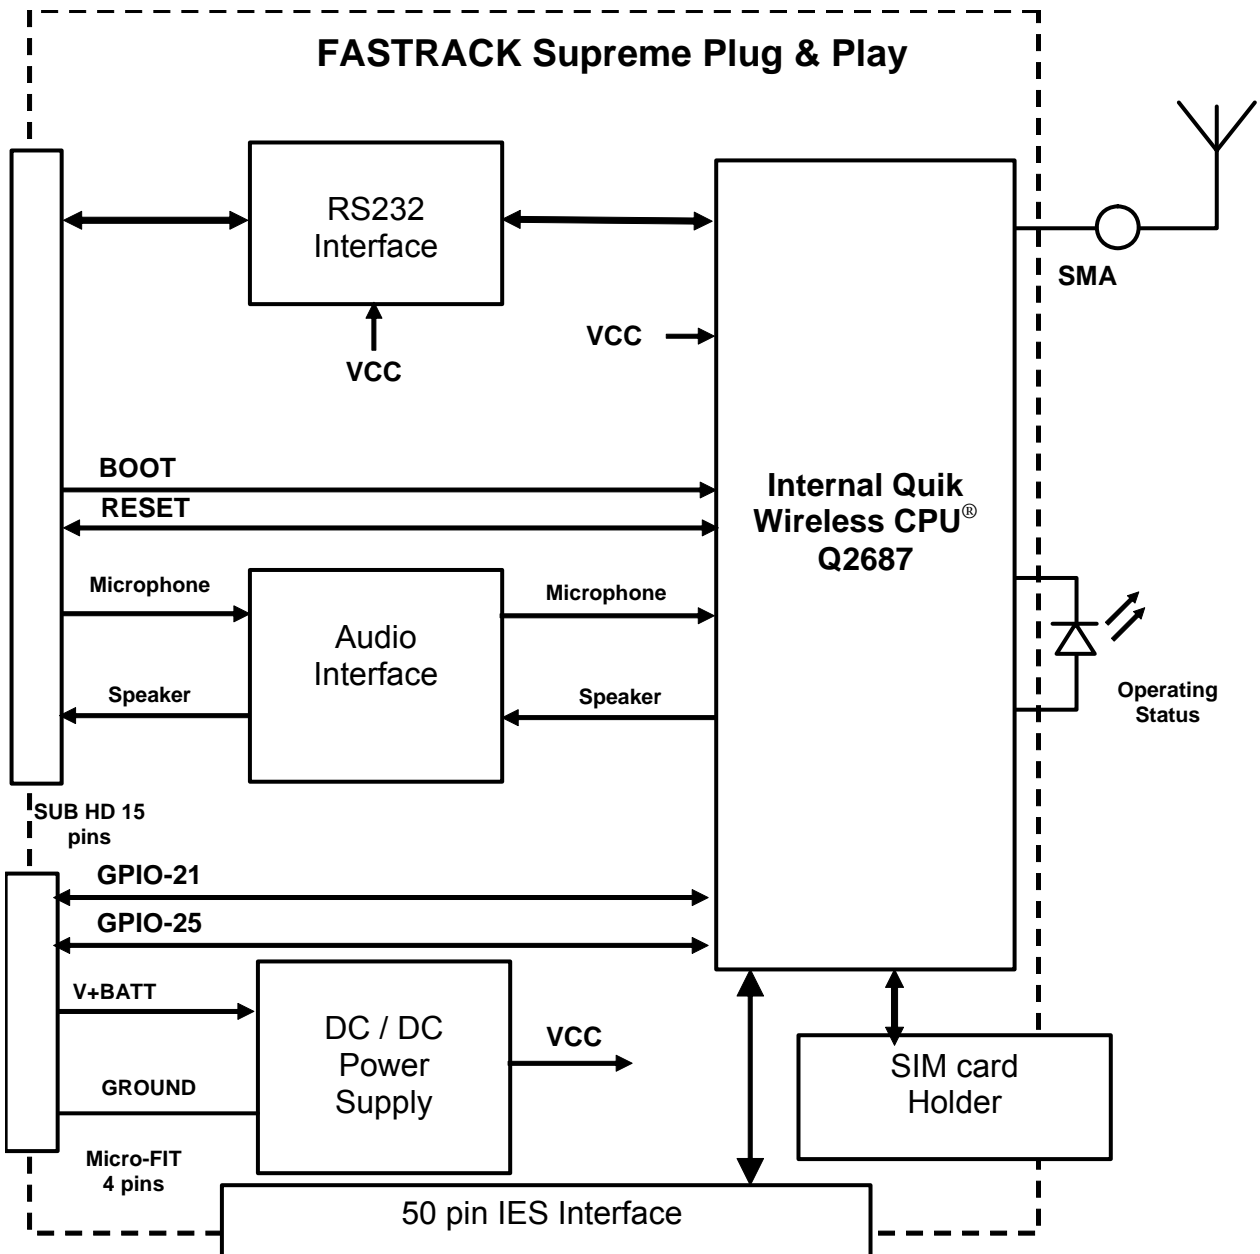 FASTRACK Supreme Plug & Play
RS232
Interface
VCC
VCC
SMA
BOOT
RESET
Internal Quik
Wireless CPU®
Q2687
Microphone
Microphone
Audio
Interface
Speaker
Speaker
Operating
Status
SUB HD 15
pins
GPIO-21
GPIO-25
V+BATT
DC / DC
Power
Supply
VCC
GROUND
SIM card
Holder
Micro-FIT
4 pins
50 pin IES Interface